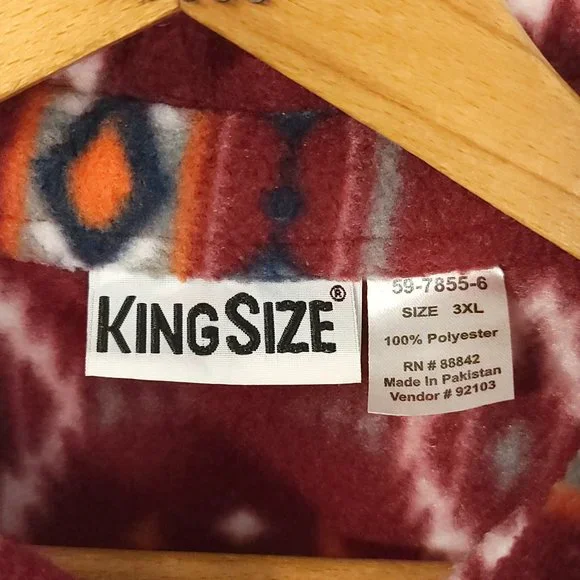 KINGSIZE®
59-7855-6
SIZE 3XL
100% Polyester
RN # 88842
Made In Pakistan
Vendor # 92103